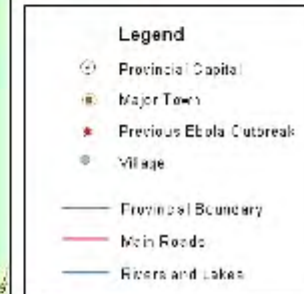 Legend
Provincial Capital
Major Town
Previous Ebola Outbreak
Village
Provincial Boundary
Main Roads
Rivers and Lakes